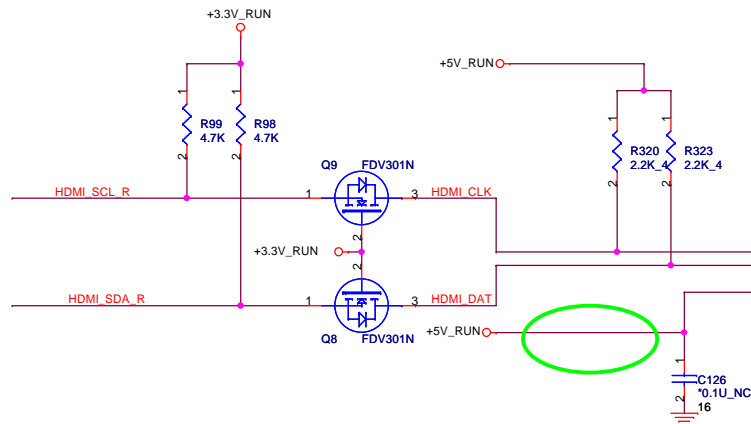 +3.3V_RUN
+5V_RUN
1
1
R99
4.7K
R98
4.7K
2
2
1
1
R320
2.2K_4
R323
2.2K_4
2
2
Q9
FDV301N
HDMI_SCL_R
1
3
HDMI_CLK
2
+3.3V_RUN
2
HDMI_SDA_R
1
3
HDMI_DAT
Q8
FDV301N
+5V_RUN
1
2
C126
*0.1U_NC
16